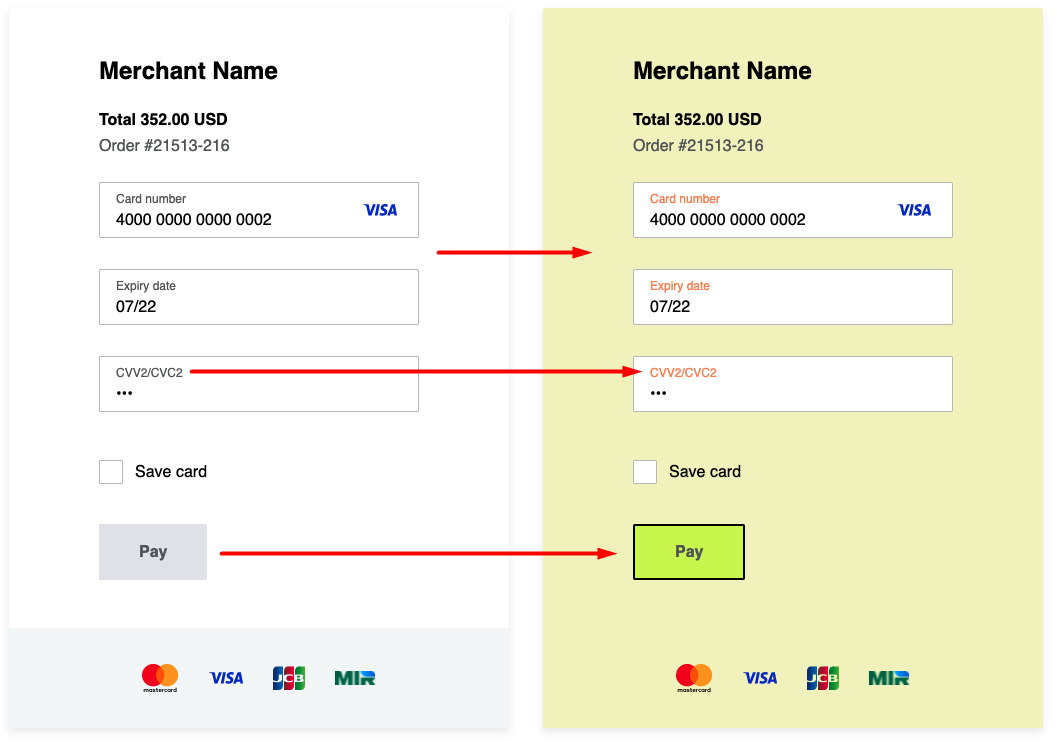 Merchant Name
Total 352.00 USD
Order #21513-216
Card number
4000 0000 0000 0002
VISA
Expiry date
07/22
CVV2/CVC2
•••
Save card
Pay
mastercard
VISA
JCB
MIR
Merchant Name
Total 352.00 USD
Order #21513-216
Card number
4000 0000 0000 0002
VISA
Expiry date
07/22
CVV2/CVC2
•••
Save card
Pay
mastercard
VISA
JCB
MIR